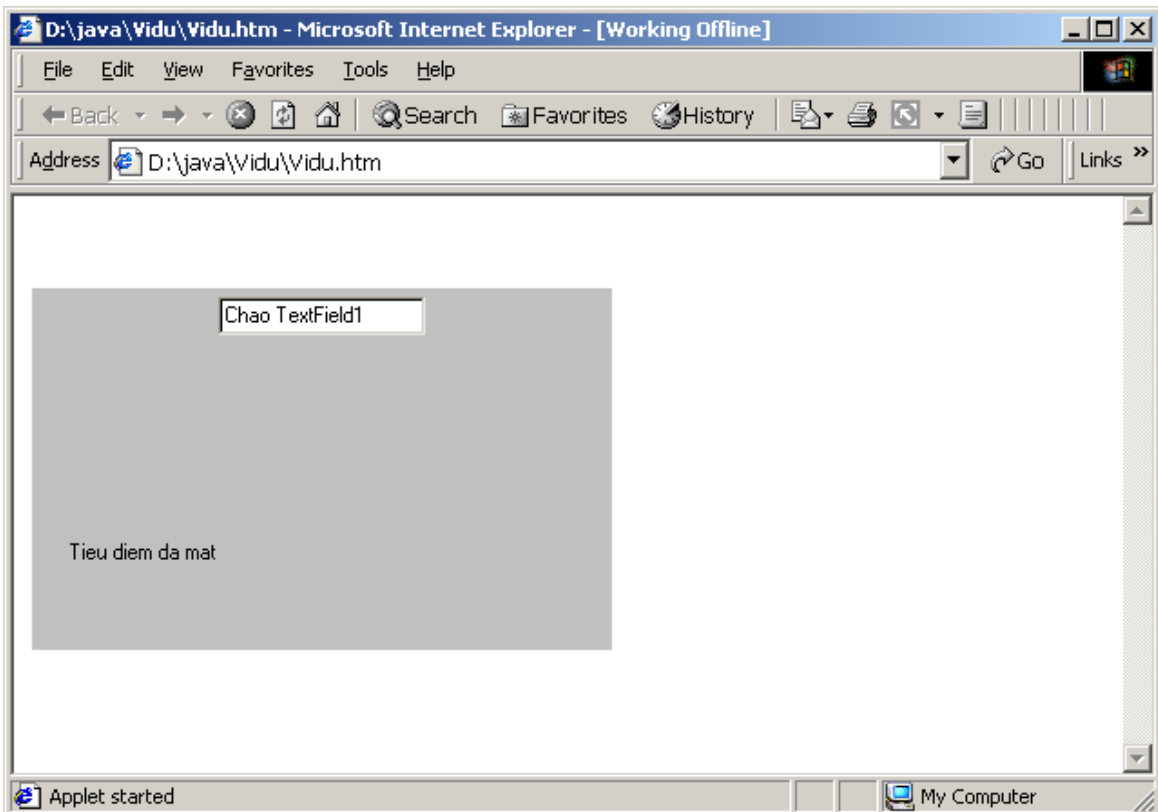 D:\java\Vidu\Vidu.htm - Microsoft Internet Explorer - [Working Offline]
File Edit View Favorites Tools Help
Back Search Favorites History
Address D:\java\Vidu\Vidu.htm Go Links »
Chao TextField1
Tieu diem da mat
Applet started My Computer